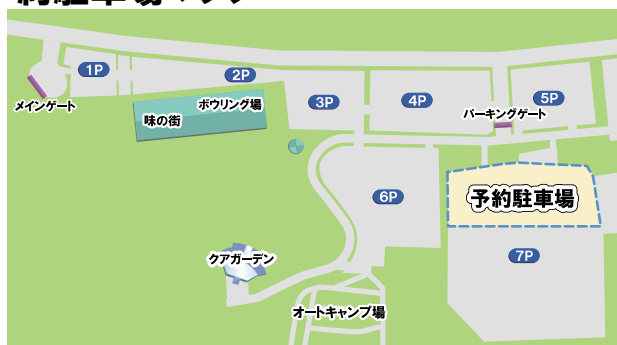 1P
2P
3P
4P
5P
メインゲート
ボウリング場
味の街
パーキングゲート
6P
予約駐車場
7P
クアガーデン
オートキャンプ場